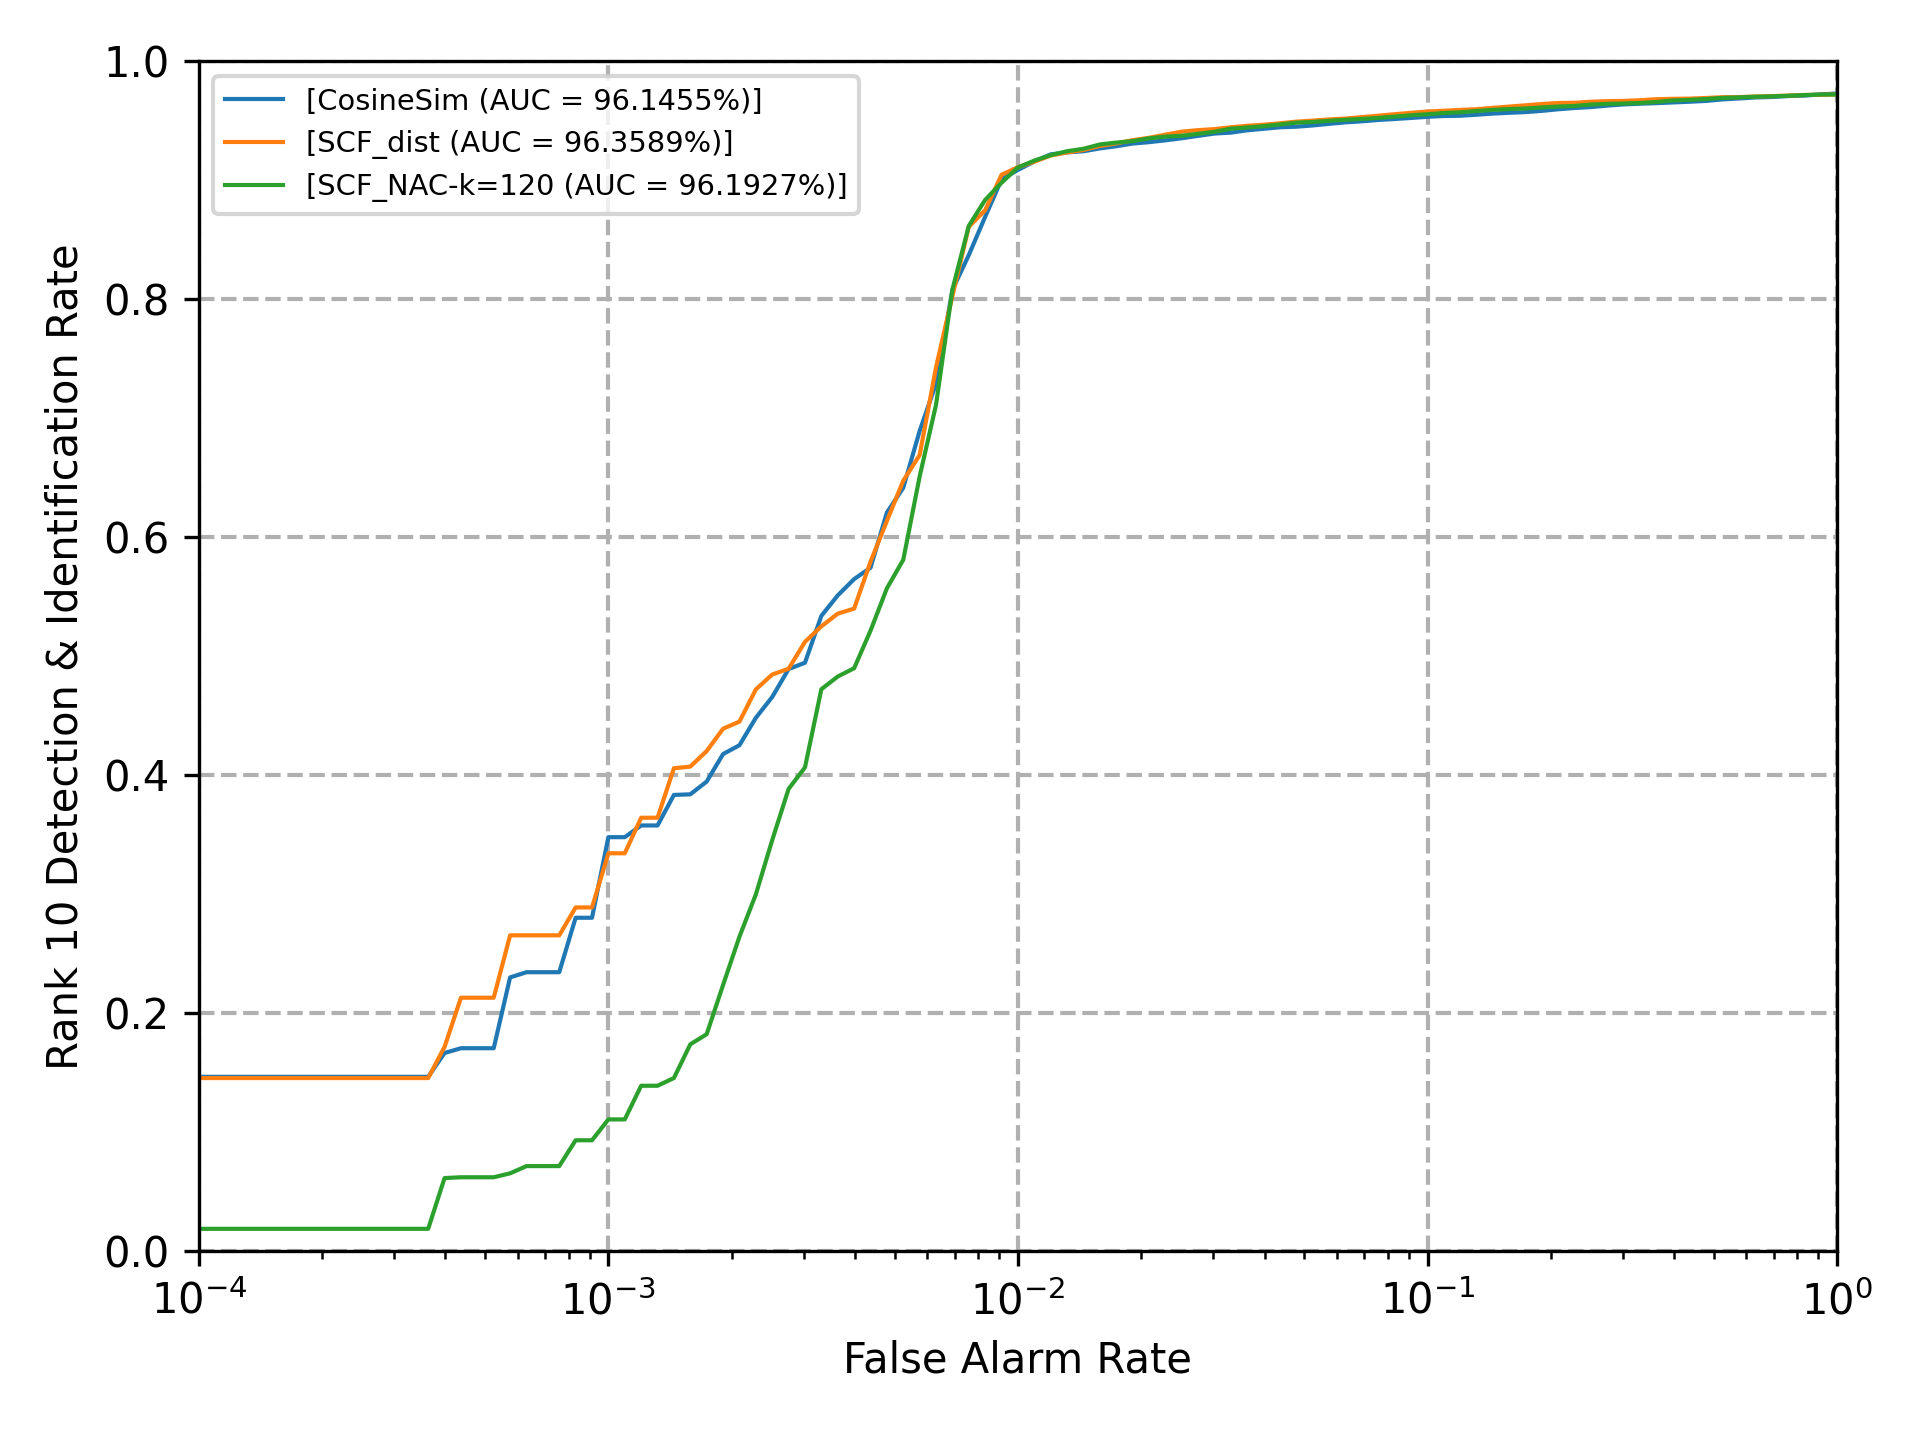 1.0
[CosineSim (AUC = 96.1455%)]
[SCF_dist (AUC = 96.3589%)]
[SCF_NAC-k=120 (AUC = 96.1927%)]
0.8
0.6
0.4
0.2
0.0
Rank 10 Detection & Identification Rate
10⁻⁴ 10⁻³ 10⁻² 10⁻¹ 10⁰
False Alarm Rate